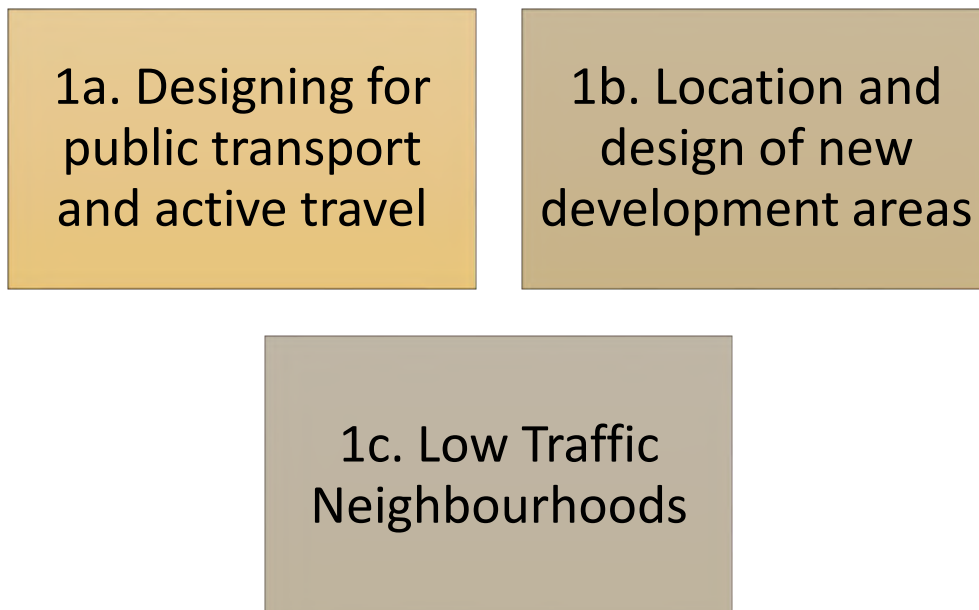 1a. Designing for
public transport
and active travel
1b. Location and
design of new
development areas
1c. Low Traffic
Neighbourhoods